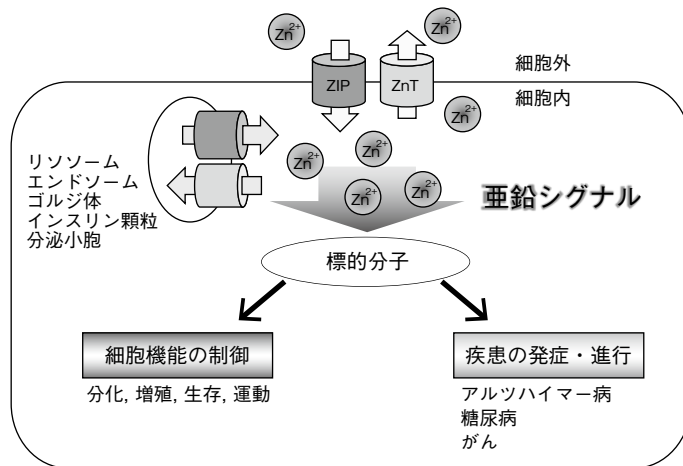 Zn2+
Zn2+
ZIP
ZnT
細胞外
細胞内
Zn2+
Zn2+
Zn2+
Zn2+
Zn2+
リソソーム
エンドソーム
ゴルジ体
インスリン顆粒
分泌小胞
亜鉛シグナル
標的分子
細胞機能の制御
分化, 増殖, 生存, 運動
疾患の発症・進行
アルツハイマー病
糖尿病
がん